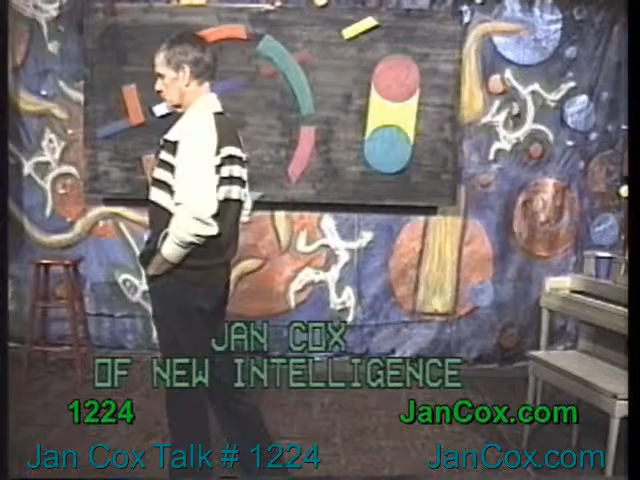 JAN COX
OF NEW INTELLIGENCE
1224 JanCox.com
Jan Cox Talk # 1224 JanCox.com